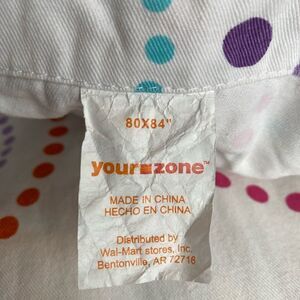 80X84"
your zone™
MADE IN CHINA
HECHO EN CHINA
Distributed by
Wal-Mart stores, Inc.
Bentonville, AR 72716